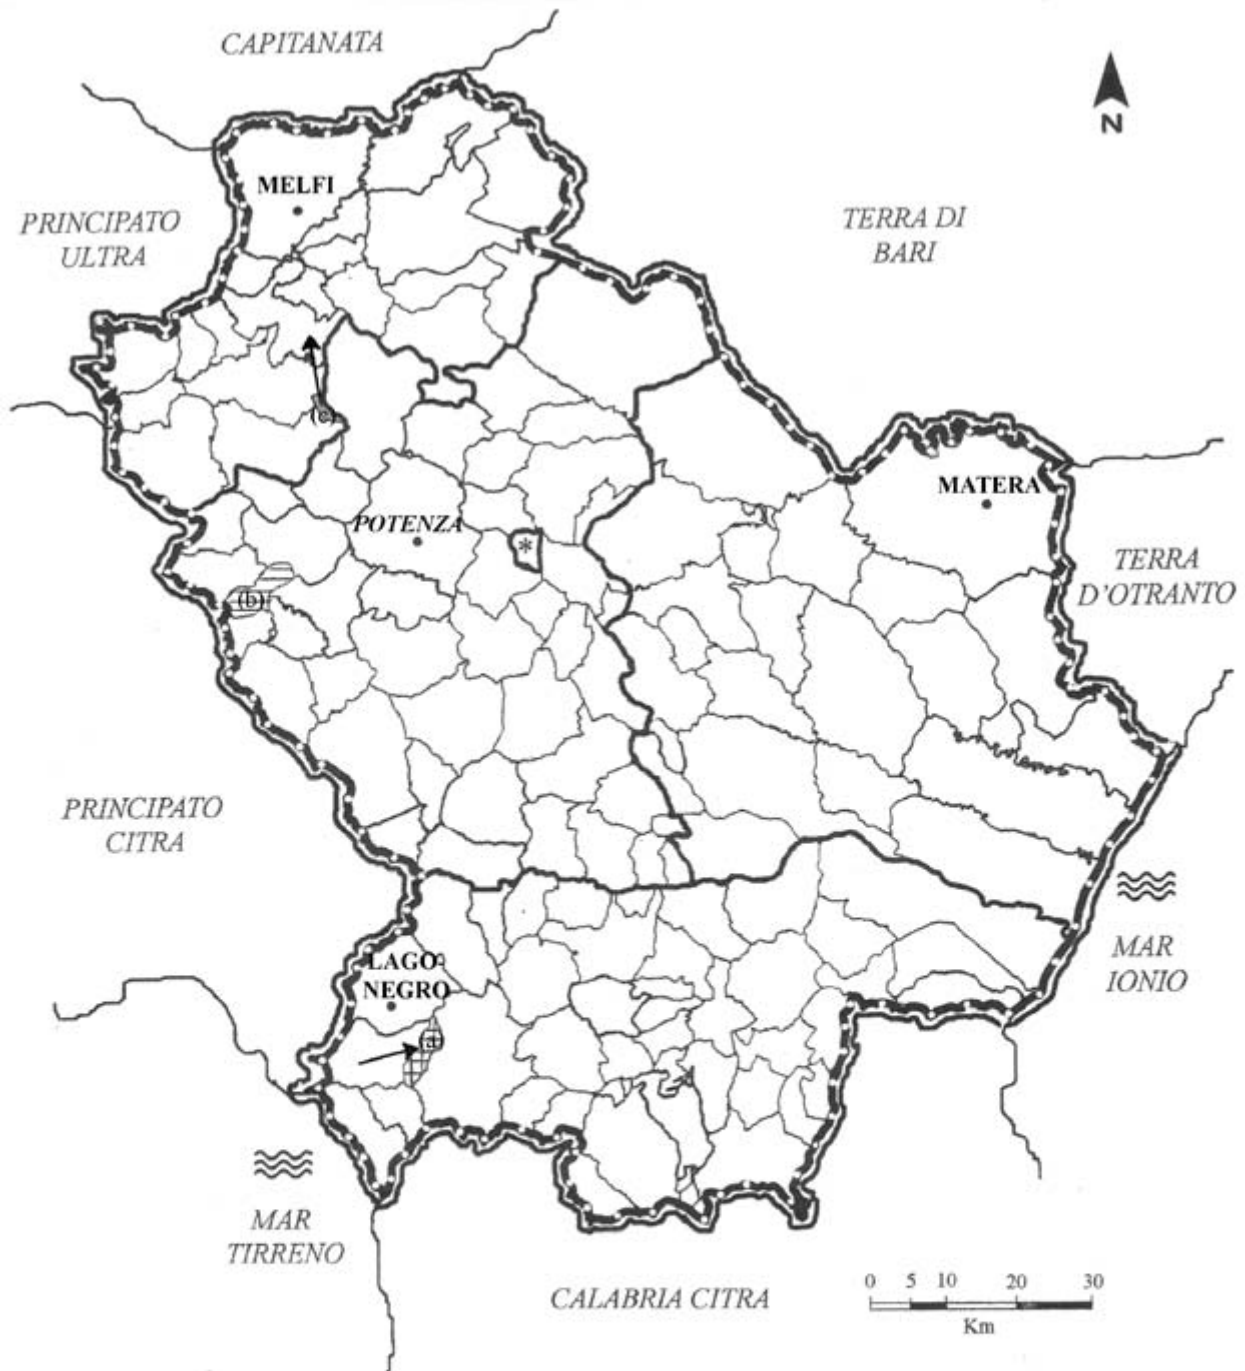 CAPITANATA
N
MELFI
PRINCIPATO
ULTRA
TERRA DI
BARI
(c)
MATERA
POTENZA
*
TERRA
D'OTRANTO
(b)
PRINCIPATO
CITRA
LAGO-
NEGRO
MAR
IONIO
(a)
MAR
TIRRENO
CALABRIA CITRA
0 5 10 20 30
Km